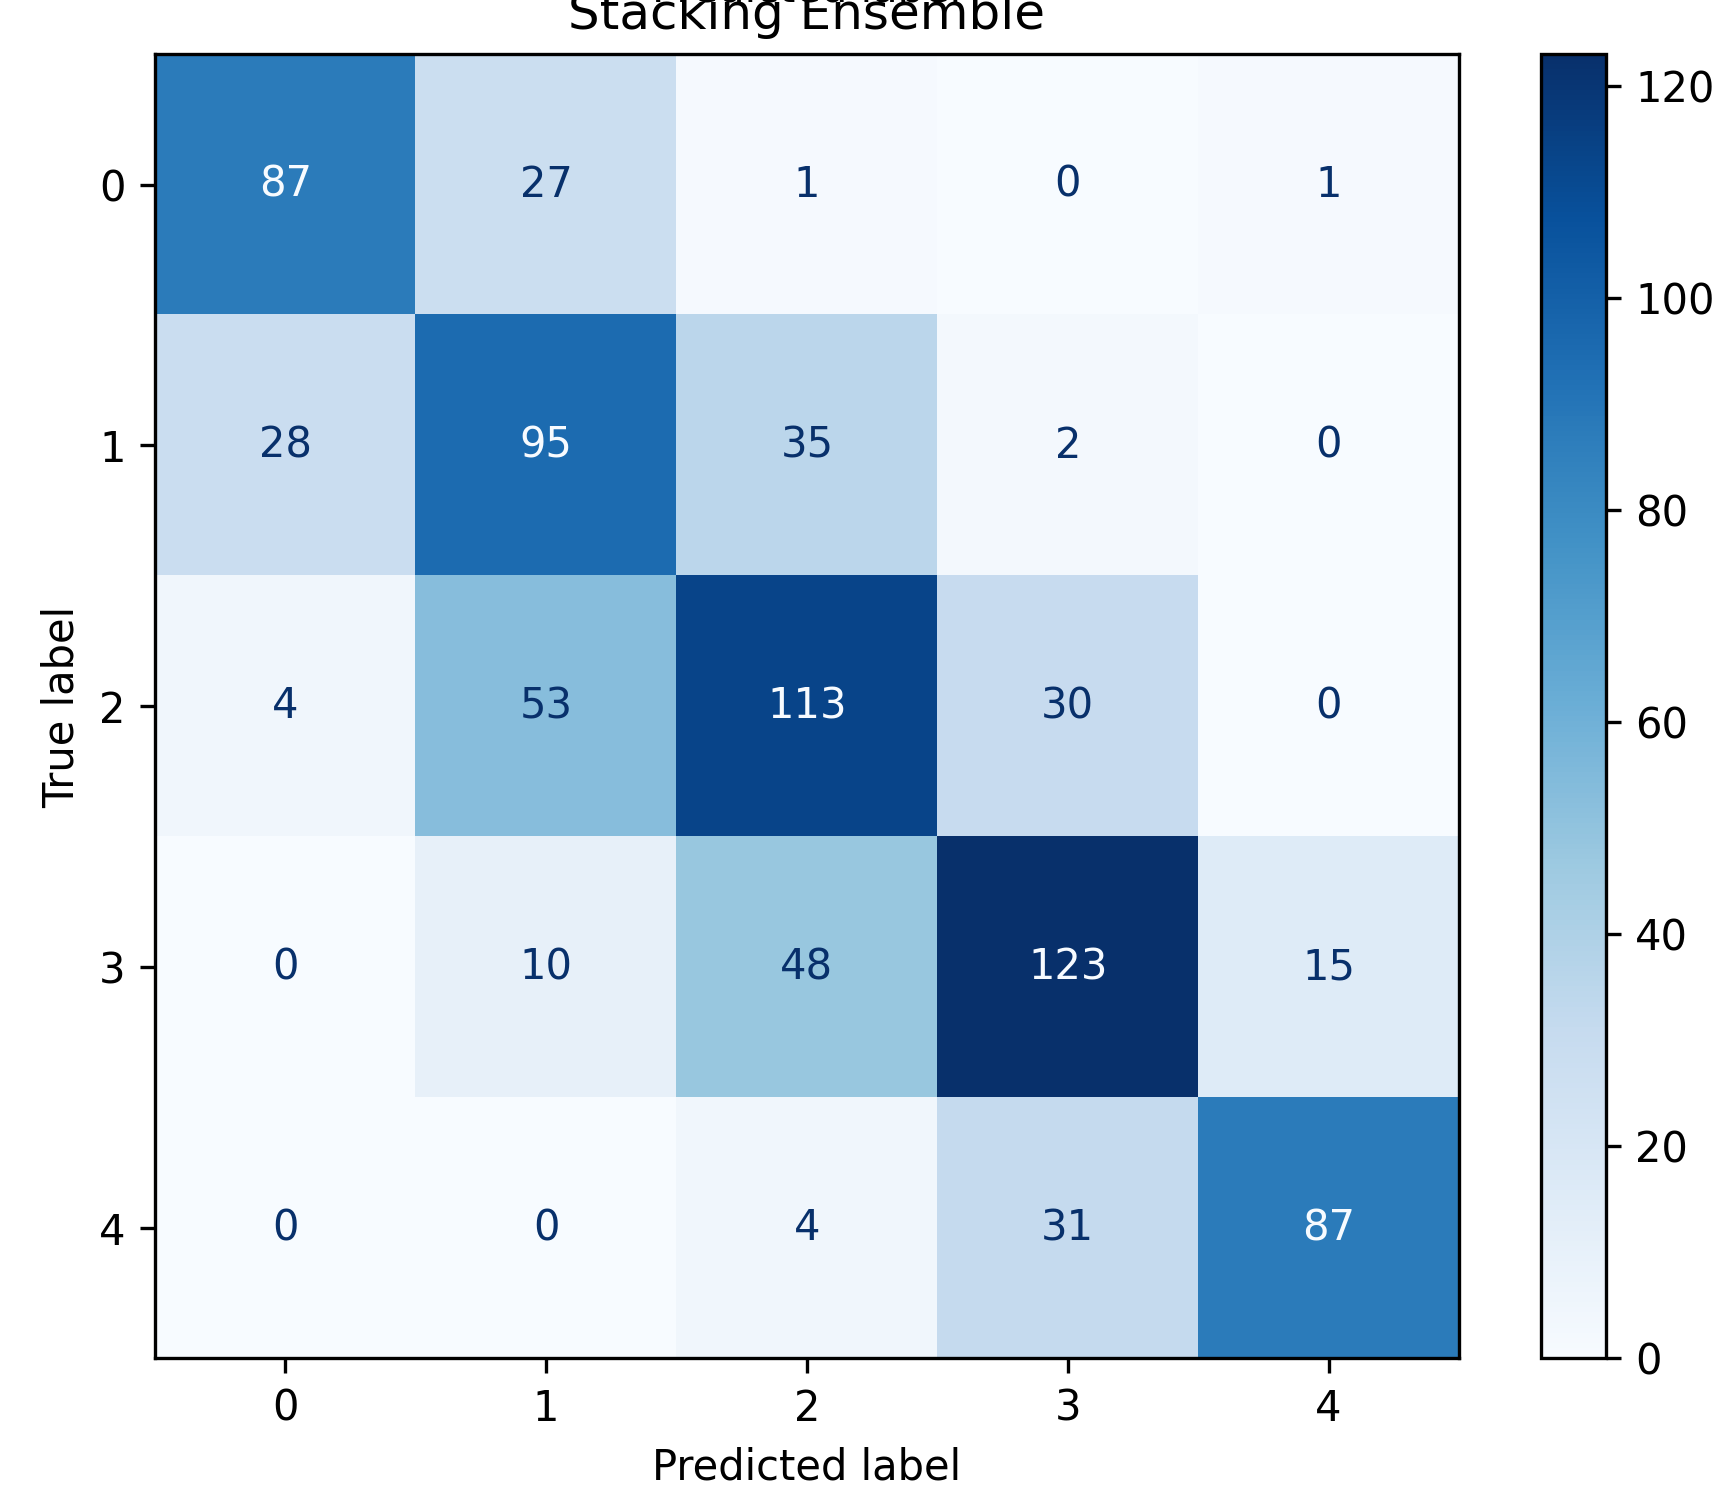 Stacking Ensemble
120
0 87 27 1 0 1
100
1 28 95 35 2 0
80
True label
2 4 53 113 30 0
60
40
3 0 10 48 123 15
20
4 0 0 4 31 87
0
0 1 2 3 4
Predicted label